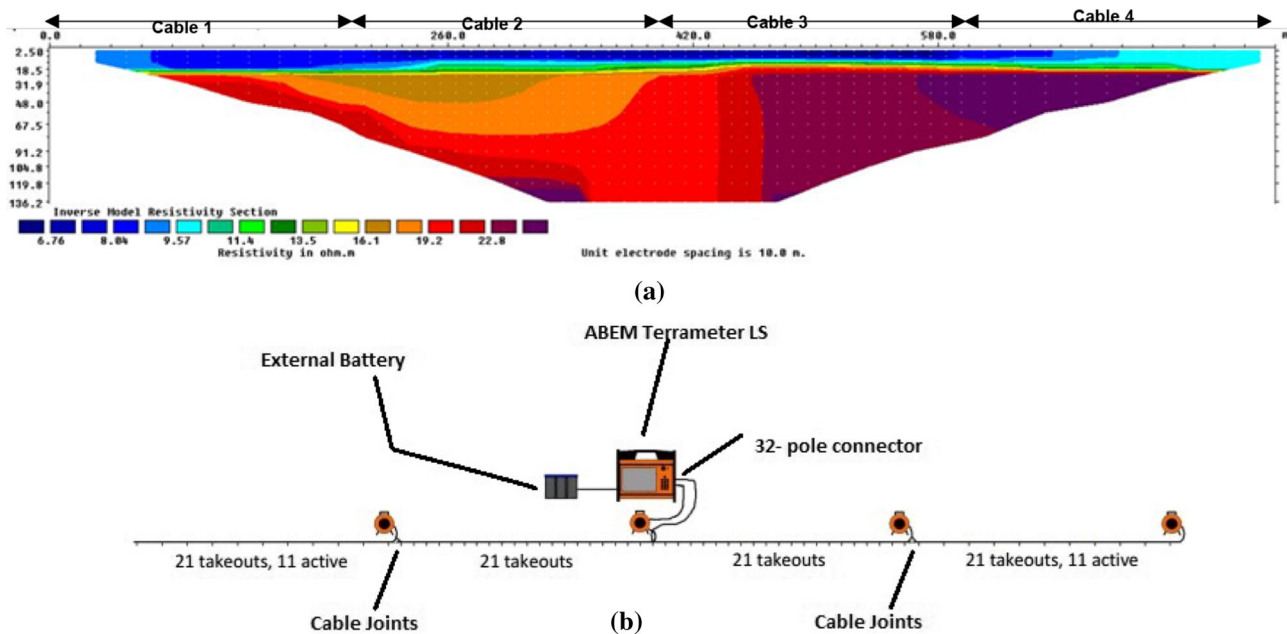 Cable 1 Cable 2 Cable 3 Cable 4
0.0 260.0 420.0 580.0 m
2.50
18.5
31.9
48.0
67.5
91.2
104.8
119.8
136.2
Inverse Model Resistivity Section
6.76 8.04 9.57 11.4 13.5 16.1 19.2 22.8
Resistivity in ohm.m Unit electrode spacing is 10.0 m.
(a)
ABEM Terrameter LS
External Battery
32- pole connector
21 takeouts, 11 active 21 takeouts 21 takeouts 21 takeouts, 11 active
Cable Joints (b) Cable Joints